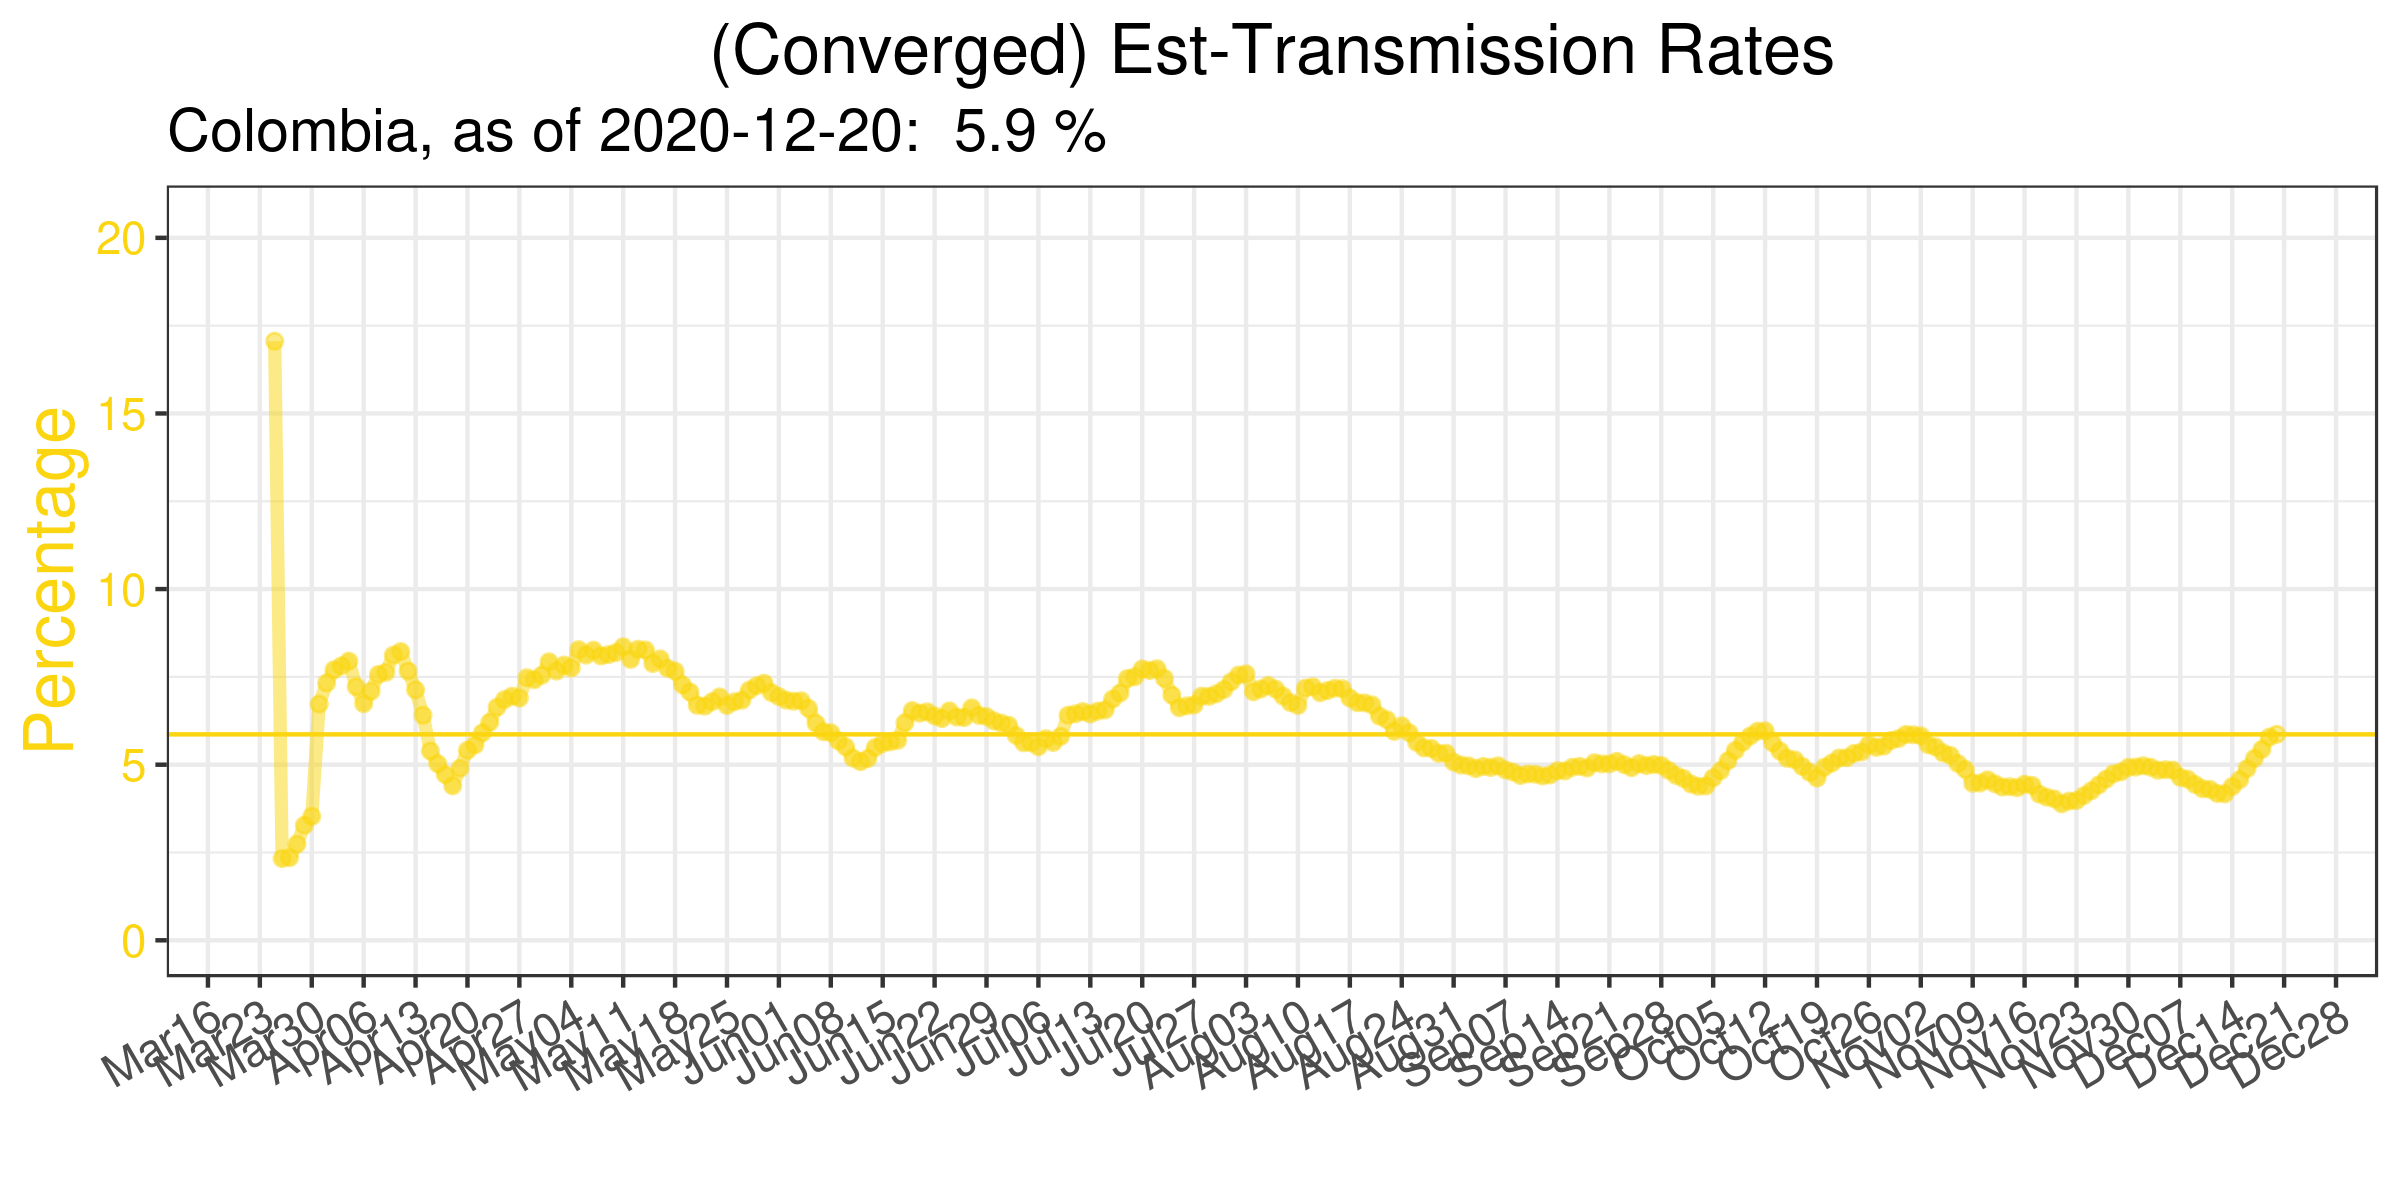 (Converged) Est-Transmission Rates
Colombia, as of 2020-12-20:  5.9 %
Percentage
20
15
10
5
0
Mar16
Mar23
Mar30
Apr06
Apr13
Apr20
Apr27
May04
May11
May18
May25
Jun01
Jun08
Jun15
Jun22
Jun29
Jul06
Jul13
Jul20
Jul27
Aug03
Aug10
Aug17
Aug24
Aug31
Sep07
Sep14
Sep21
Sep28
Oct05
Oct12
Oct19
Oct26
Nov02
Nov09
Nov16
Nov23
Nov30
Dec07
Dec14
Dec21
Dec28